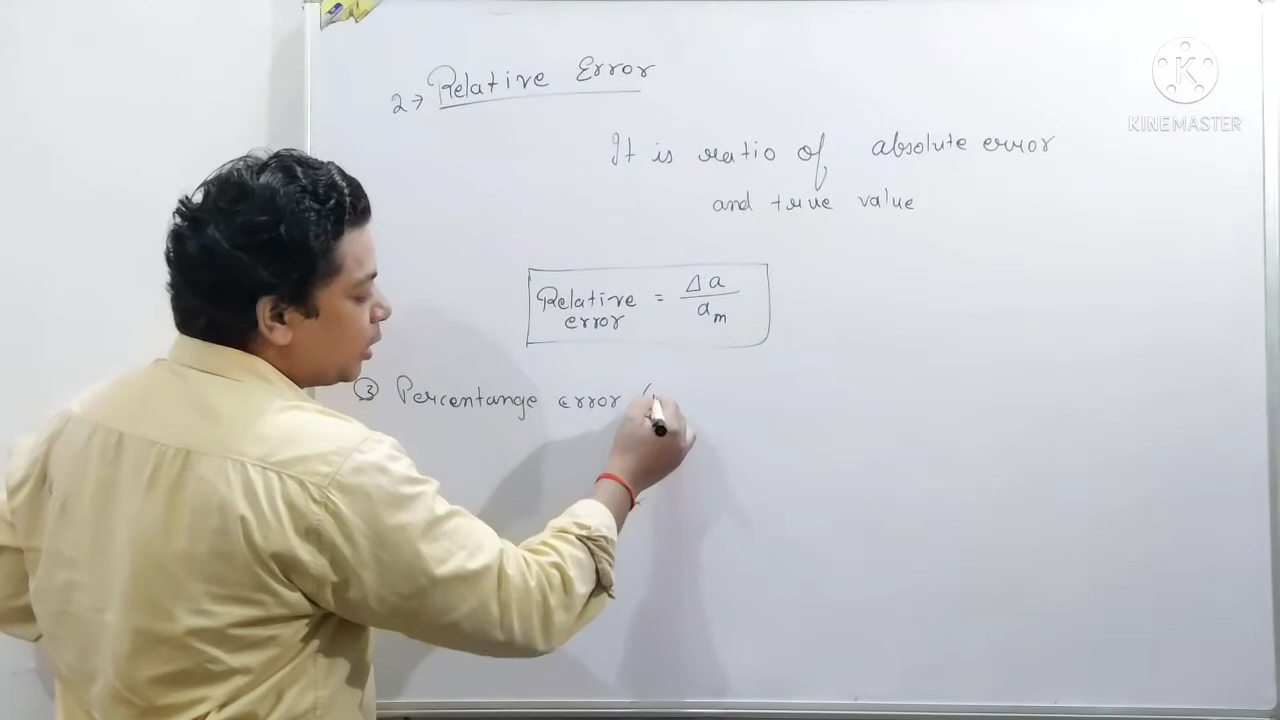 2→ Relative Error
It is ratio of absolute error
and true value
Relative error = Δa / a_m
③ Percentange error (
K
KINEMASTER